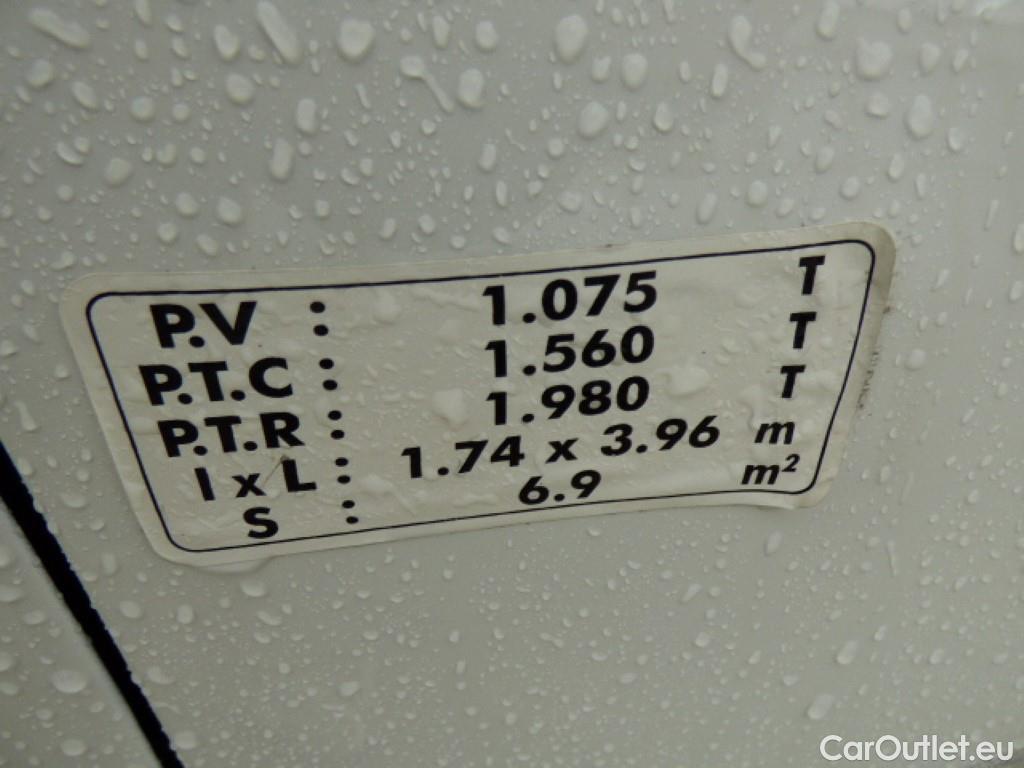 P.V : 1.075 T
P.T.C : 1.560 T
P.T.R : 1.980 T
l x L : 1.74 x 3.96 m
S : 6.9 m²
CarOutlet.eu